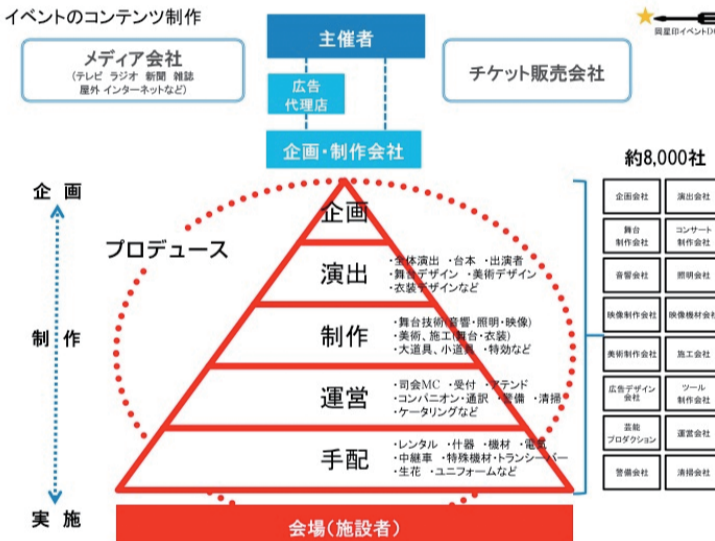 イベントのコンテンツ制作
メディア会社
(テレビ ラジオ 新聞 雑誌
屋外 インターネットなど)
主催者
チケット販売会社
広告
代理店
企画・制作会社
約8,000社
企 画
制 作
実 施
プロデュース
企画
演出
・全体演出 ・台本 ・出演者
・舞台デザイン ・美術デザイン
・衣装デザインなど
制作
・舞台技術(音響・照明・映像)
・美術、施工(舞台・衣装)
・大道具、小道具 ・特効など
運営
・司会MC ・受付 ・アテンド
・コンパニオン・通訳 ・警備 ・清掃
・ケータリングなど
手配
・レンタル ・什器 ・機材 ・電気
・中継車 ・特殊機材・トランシーバー
・生花 ・ユニフォームなど
会場(施設者)
企画会社
演出会社
舞台
制作会社
コンサート
制作会社
音響会社
照明会社
映像制作会社
映像機材会社
美術制作会社
施工会社
広告デザイン
会社
ツール
制作会社
芸能
プロダクション
運営会社
警備会社
清掃会社